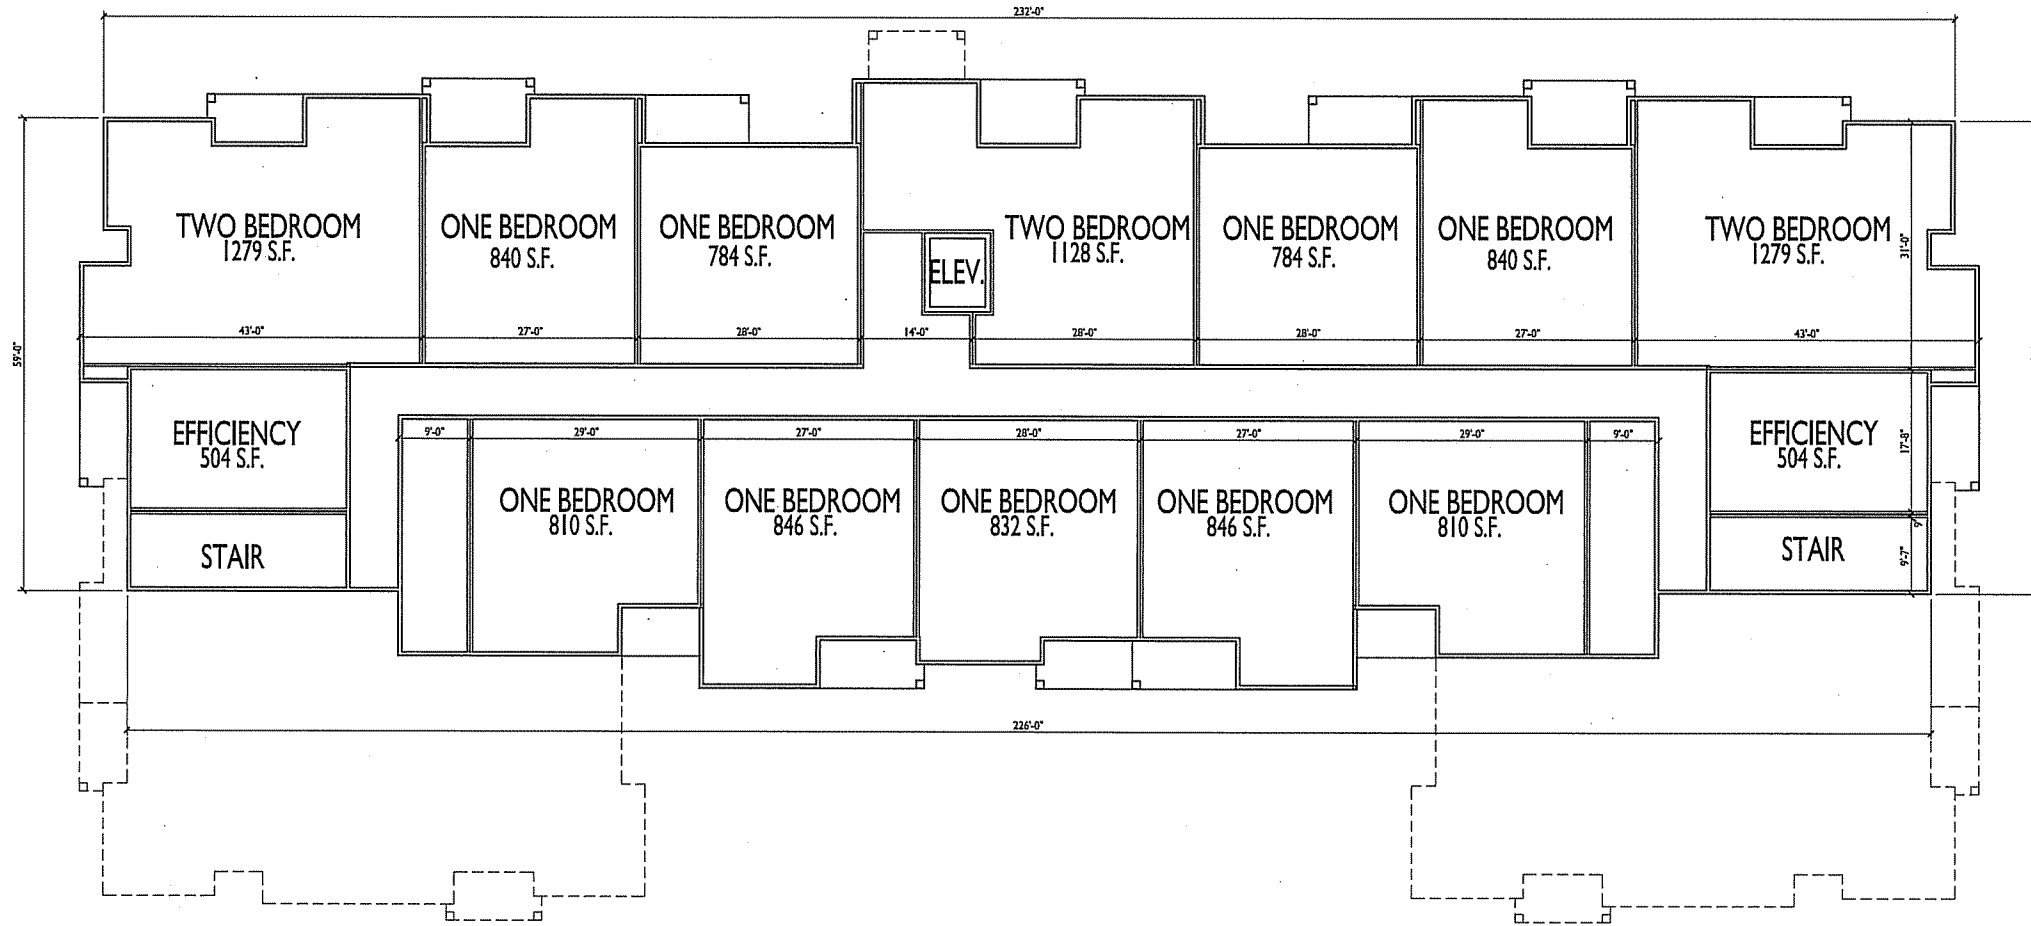 232'-0"
TWO BEDROOM
1279 S.F.
ONE BEDROOM
840 S.F.
ONE BEDROOM
784 S.F.
TWO BEDROOM
1128 S.F.
ONE BEDROOM
784 S.F.
ONE BEDROOM
840 S.F.
TWO BEDROOM
1279 S.F.
ELEV.
31'-0"
43'-0"
27'-0"
28'-0"
14'-0"
28'-0"
28'-0"
27'-0"
43'-0"
59'-0"
EFFICIENCY
504 S.F.
9'-0"
29'-0"
27'-0"
28'-0"
27'-0"
29'-0"
9'-0"
EFFICIENCY
504 S.F.
17'-8"
ONE BEDROOM
810 S.F.
ONE BEDROOM
846 S.F.
ONE BEDROOM
832 S.F.
ONE BEDROOM
846 S.F.
ONE BEDROOM
810 S.F.
STAIR
STAIR
9"
9'-7"
226'-0"